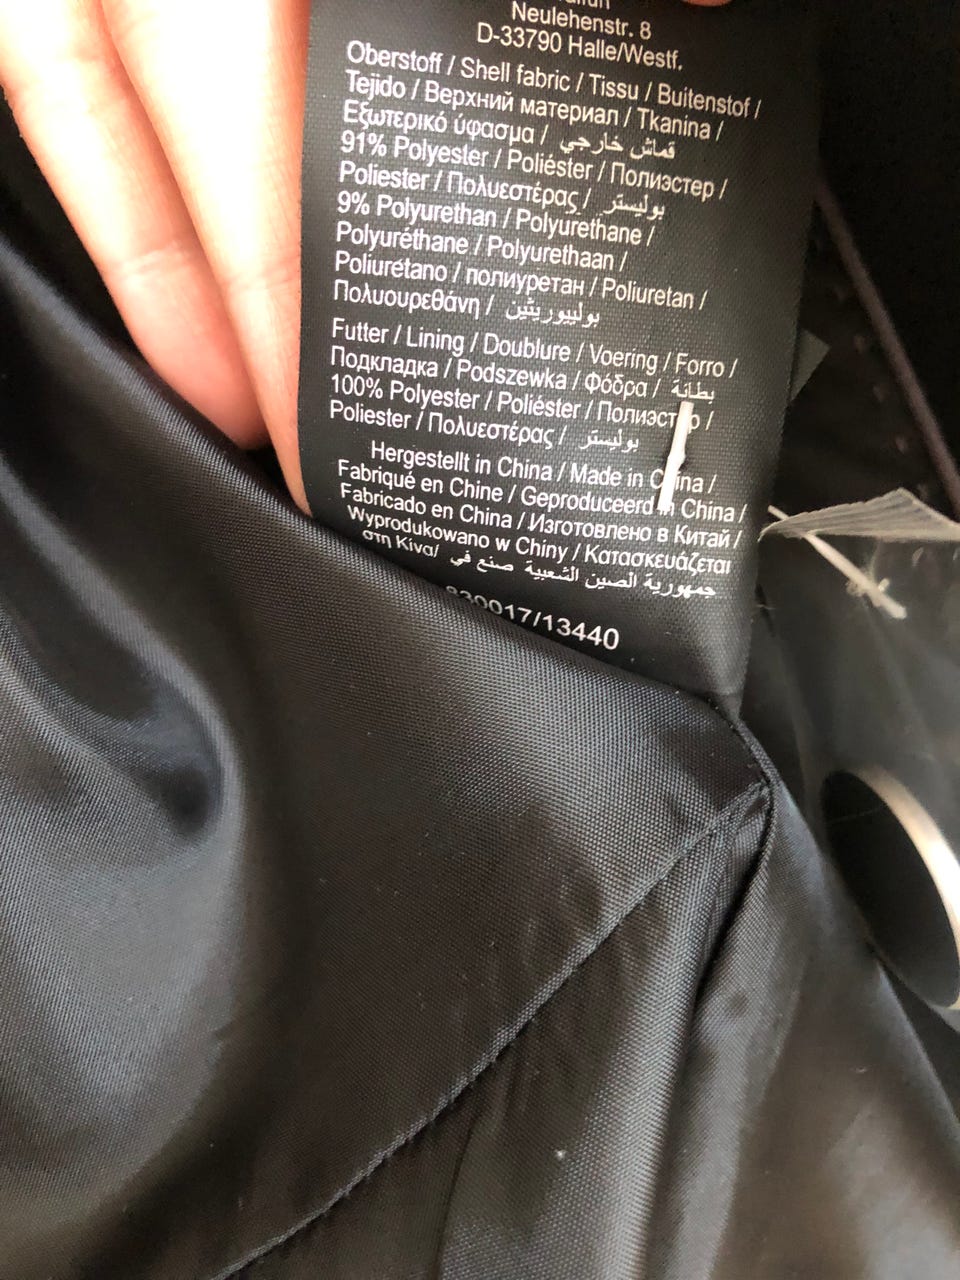 Neulehenstr. 8
D-33790 Halle/Westf.
Oberstoff / Shell fabric / Tissu / Buitenstof /
Tejido / Верхний материал / Tkanina /
Εξωτερικό ύφασμα / قماش خارجي
91% Polyester / Poliéster / Полиэстер /
Poliester / Πολυεστέρας / بوليستر
9% Polyurethan / Polyurethane /
Polyuréthane / Polyurethaan /
Poliurétano / полиуретан / Poliuretan /
Πολυουρεθάνη / بولييوريثين
Futter / Lining / Doublure / Voering / Forro /
Подкладка / Podszewka / Φόδρα / بطانة
100% Polyester / Poliéster / Полиэстер /
Poliester / Πολυεστέρας / بوليستر
Hergestellt in China / Made in China /
Fabriqué en Chine / Geproduceerd in China /
Fabricado en China / Изготовлено в Китай /
Wyprodukowano w Chiny / Κατασκευάζεται
στη Κίνα/ جمهورية الصين الشعبية صنع في
830017/13440